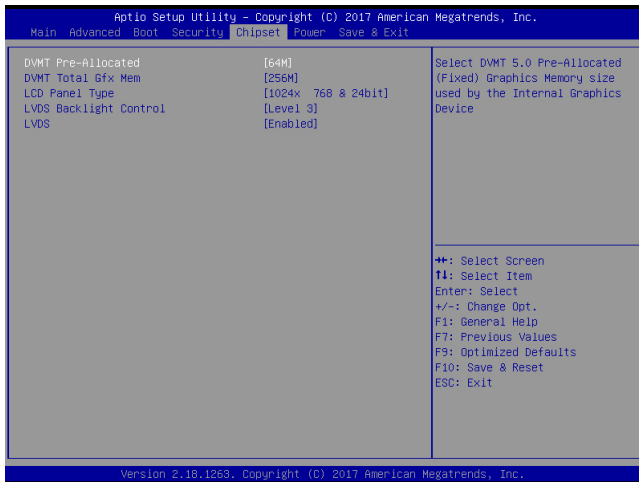 Aptio Setup Utility – Copyright (C) 2017 American Megatrends, Inc.
Main Advanced Boot Security Chipset Power Save & Exit
DVMT Pre-Allocated [64M]
DVMT Total Gfx Mem [256M]
LCD Panel Type [1024x 768 & 24bit]
LVDS Backlight Control [Level 3]
LVDS [Enabled]
Select DVMT 5.0 Pre-Allocated
(Fixed) Graphics Memory size
used by the Internal Graphics
Device
→←: Select Screen
↑↓: Select Item
Enter: Select
+/-: Change Opt.
F1: General Help
F7: Previous Values
F9: Optimized Defaults
F10: Save & Reset
ESC: Exit
Version 2.18.1263. Copyright (C) 2017 American Megatrends, Inc.